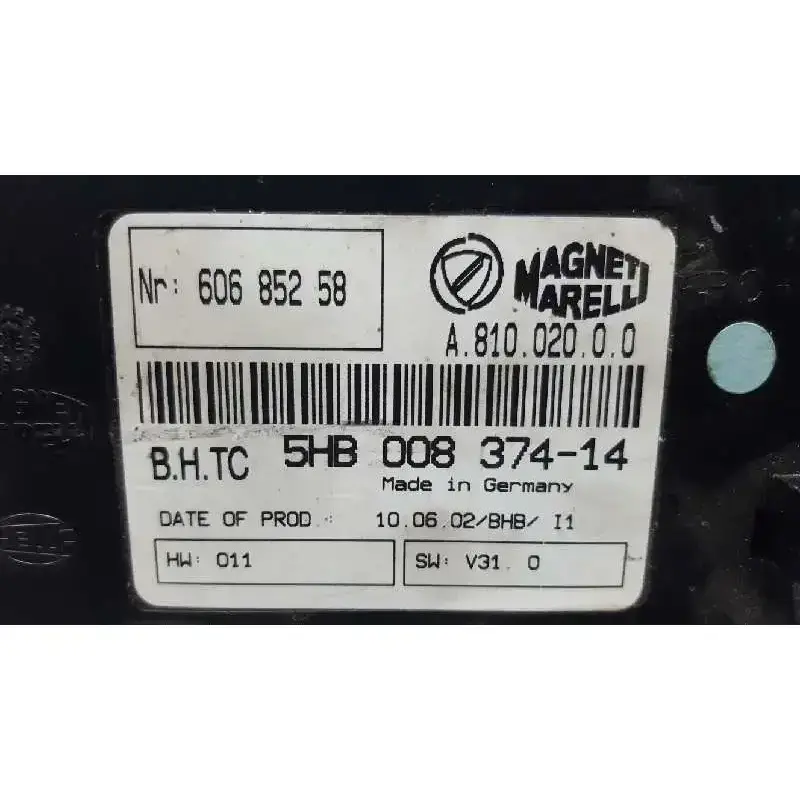 Nr: 606 852 58
MAGNETI
MARELLI
A.810.020.0.0
B.H.TC 5HB 008 374-14
Made in Germany
DATE OF PROD.: 10.06.02/BHB/ I1
HW: 011
SW: V31.0